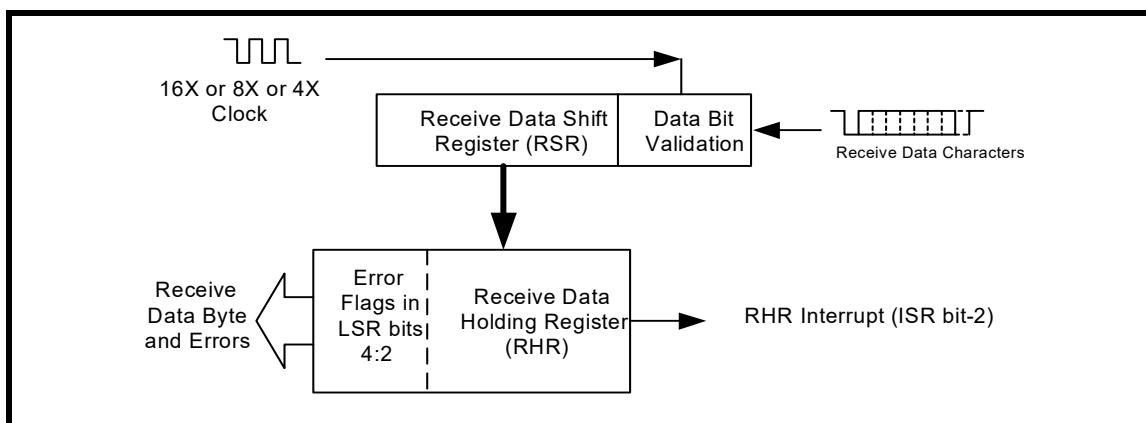 16X or 8X or 4X
Clock
Receive Data Shift
Register (RSR)
Data Bit
Validation
Receive Data Characters
Receive
Data Byte
and Errors
Error
Flags in
LSR bits
4:2
Receive Data
Holding Register
(RHR)
RHR Interrupt (ISR bit-2)